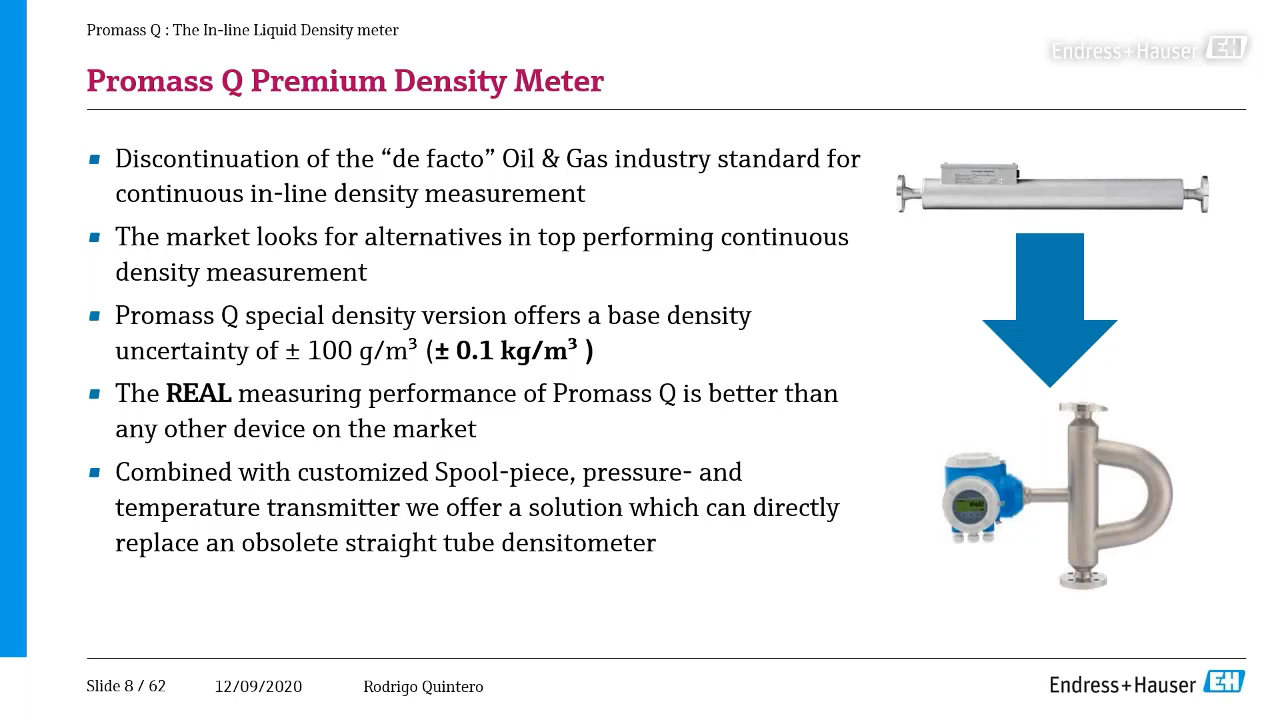 Promass Q : The In-line Liquid Density meter
Endress+Hauser EH
Promass Q Premium Density Meter
Discontinuation of the “de facto” Oil & Gas industry standard for
continuous in-line density measurement
The market looks for alternatives in top performing continuous
density measurement
Promass Q special density version offers a base density
uncertainty of ± 100 g/m³ (± 0.1 kg/m³ )
The REAL measuring performance of Promass Q is better than
any other device on the market
Combined with customized Spool-piece, pressure- and
temperature transmitter we offer a solution which can directly
replace an obsolete straight tube densitometer
Slide 8 / 62 12/09/2020 Rodrigo Quintero
Endress+Hauser EH